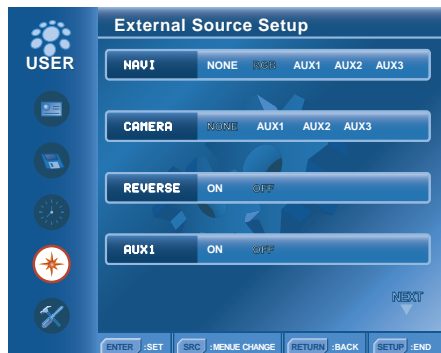 External Source Setup
USER
NAVI NONE RGB AUX1 AUX2 AUX3
CAMERA NONE AUX1 AUX2 AUX3
REVERSE ON OFF
AUX1 ON OFF
NEXT
ENTER :SET SRC :MENUE CHANGE RETURN :BACK SETUP :END